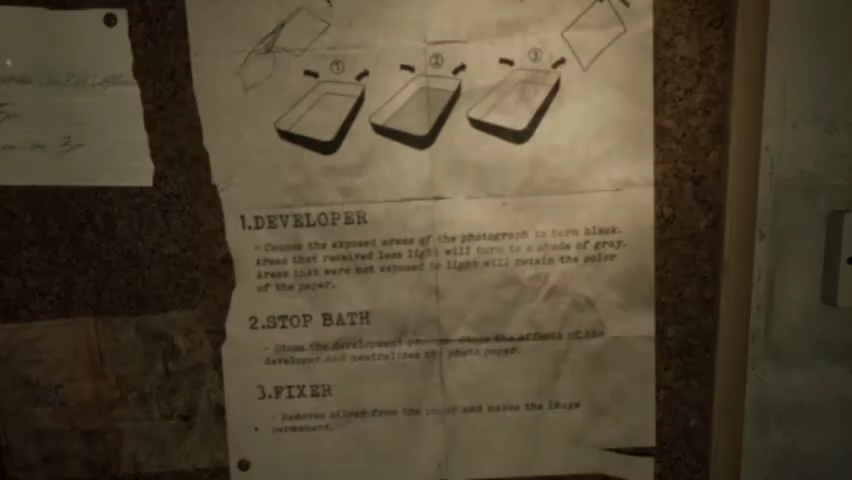 ① ② ③
1.DEVELOPER
- Causes the exposed areas of the photograph to turn black.
Areas that received less light will turn to a shade of gray.
Areas that were not exposed to light will retain the color
of the paper.
2.STOP BATH
- Stops the development process. Stops the effects of the
developer and neutralizes the photo paper.
3.FIXER
- Removes silver from the paper and makes the image
permanent.